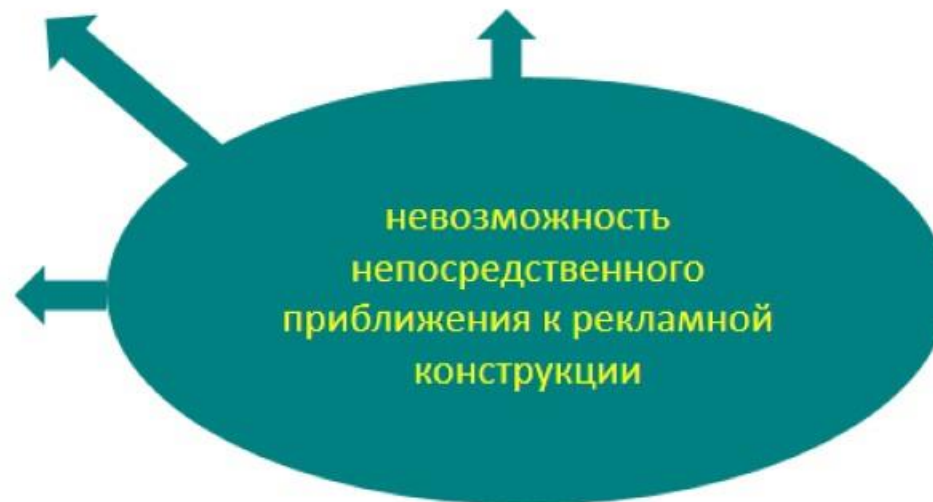 невозможность
непосредственного
приближения к рекламной
конструкции